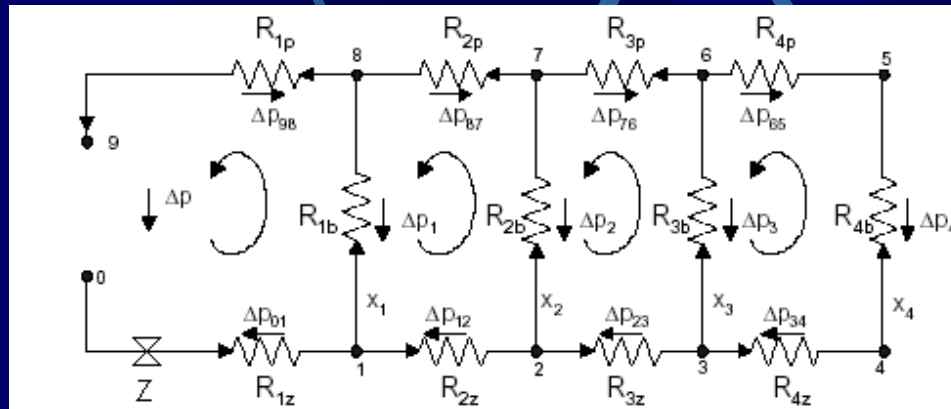 R1p R2p R3p R4p
8 7 6 5
Δp98 Δp87 Δp76 Δp65
9
Δp R1b Δp1 R2b Δp2 R3b Δp3 R4b
0
x1 x2 x3 x4
Δp01 Δp12 Δp23 Δp34
1 2 3 4
Z R1z R2z R3z R4z